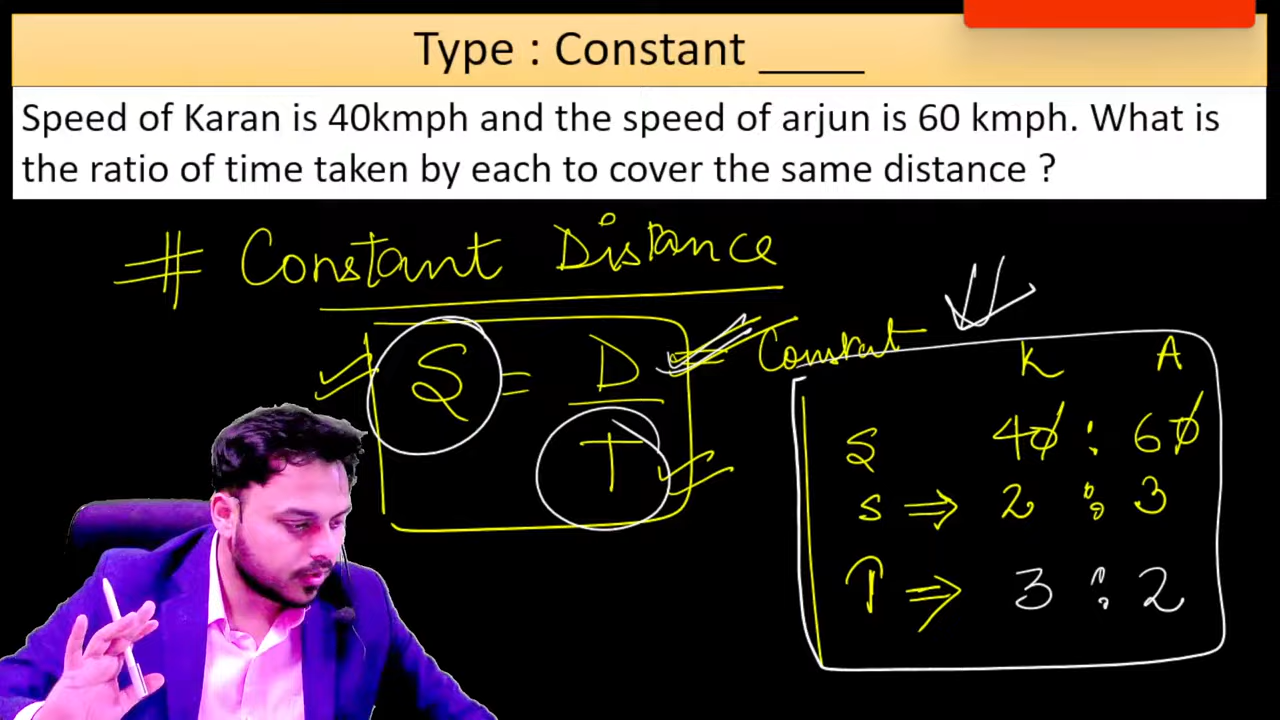 Type : Constant ____
Speed of Karan is 40kmph and the speed of arjun is 60 kmph. What is
the ratio of time taken by each to cover the same distance ?
# Constant Distance
S = D / T = Constant
K A
S 40 : 60
S ⇒ 2 : 3
T ⇒ 3 : 2